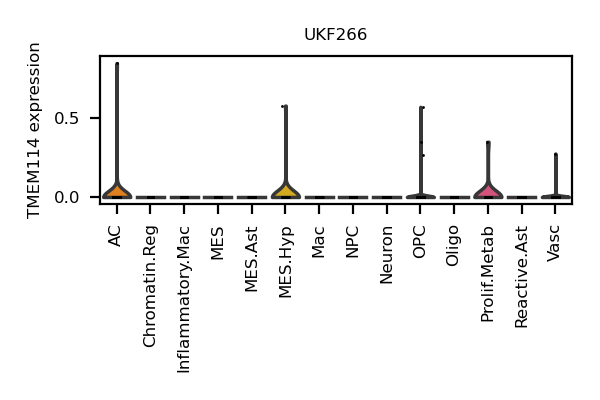 UKF266
TMEM114 expression
0.5
0.0
AC
Chromatin.Reg
Inflammatory.Mac
MES
MES.Ast
MES.Hyp
Mac
NPC
Neuron
OPC
Oligo
Prolif.Metab
Reactive.Ast
Vasc